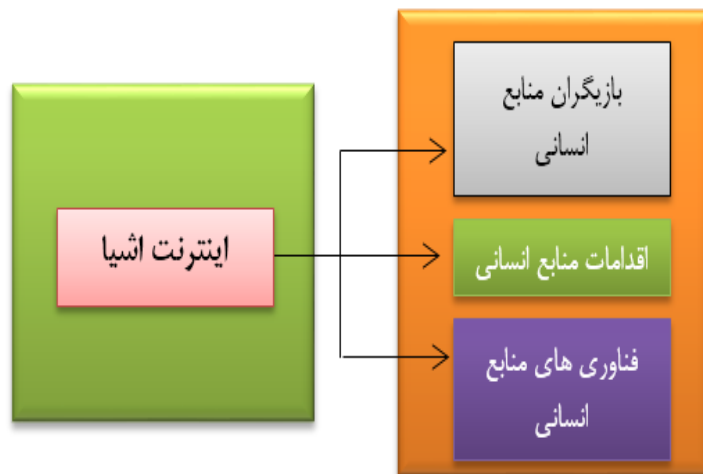 بازیگران منابع
انسانی
اینترنت اشیا
اقدامات منابع انسانی
فناوری های منابع
انسانی